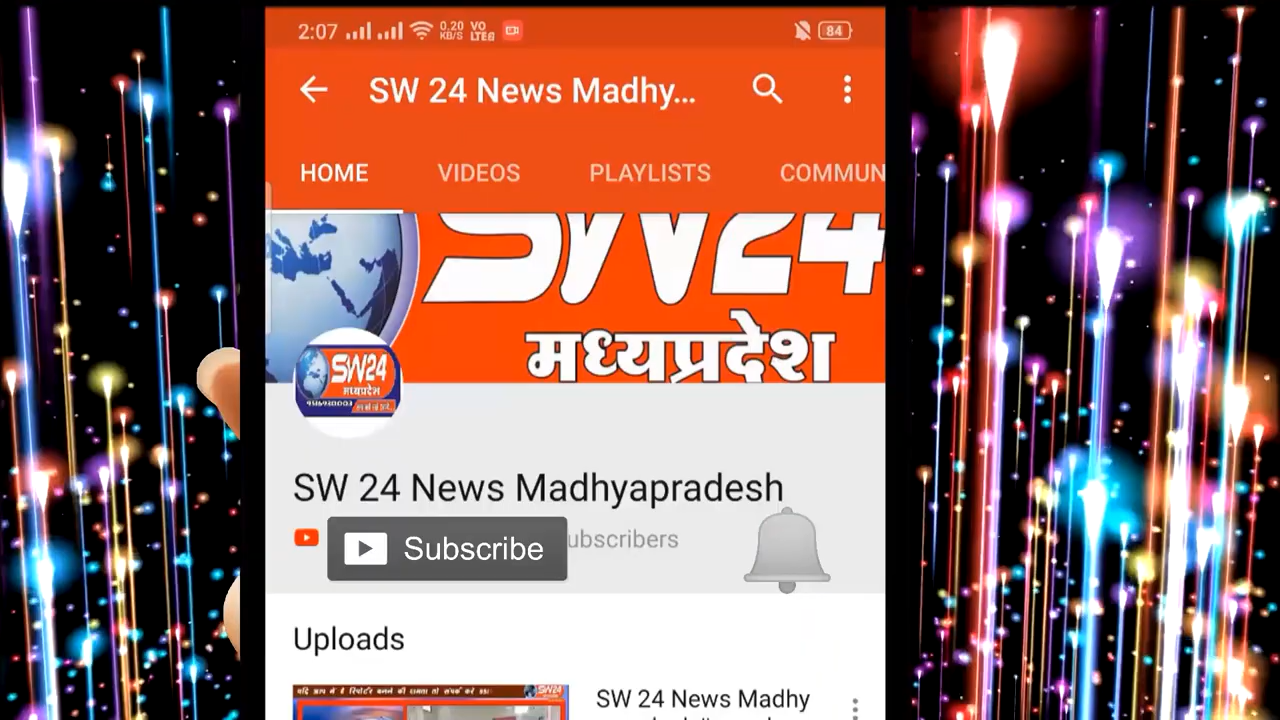 2:07 0.20 KB/S VO LTE 84
SW 24 News Madhy...
HOME VIDEOS PLAYLISTS COMMUN
SW24
मध्यप्रदेश
SW24
मध्यप्रदेश
SW 24 News Madhyapradesh
Subscribe ubscribers
Uploads
SW24
SW 24 News Madhy